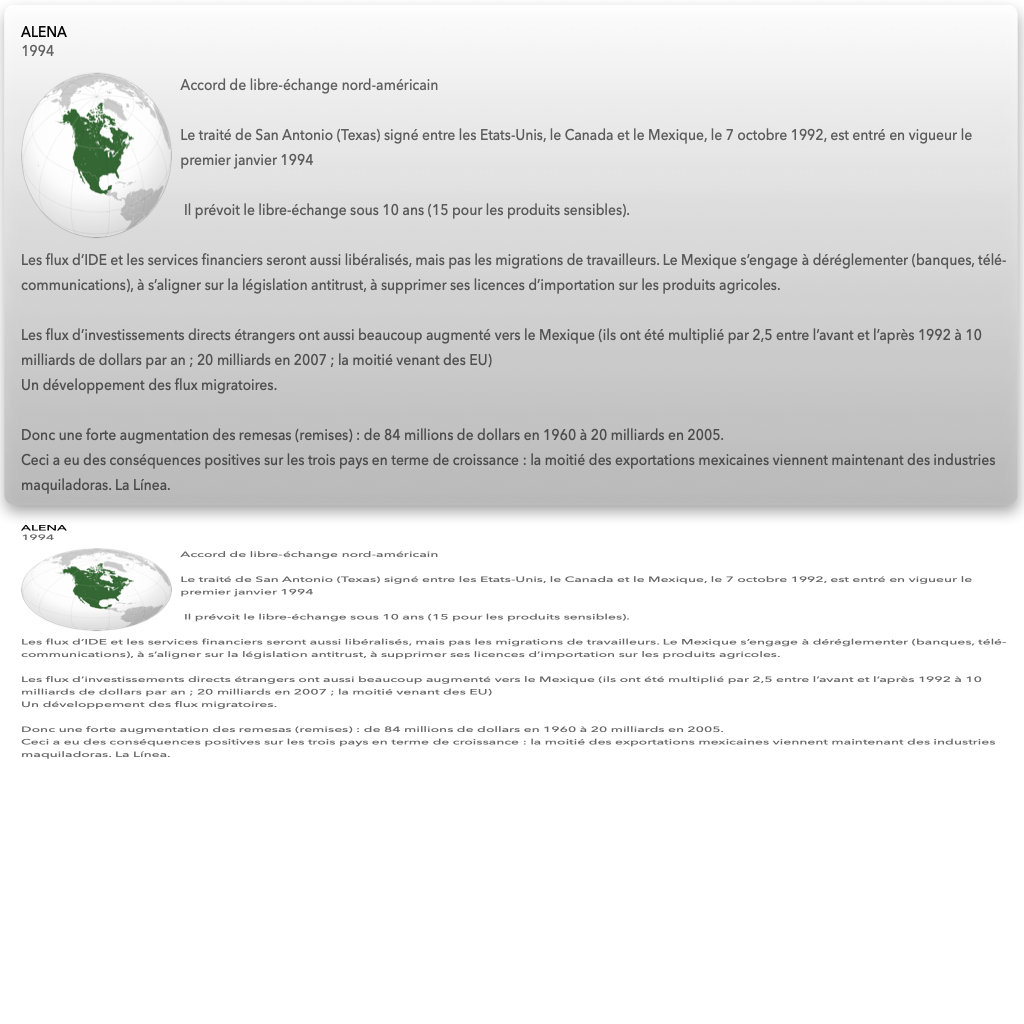 ALENA
1994
Accord de libre-échange nord-américain
Le traité de San Antonio (Texas) signé entre les Etats-Unis, le Canada et le Mexique, le 7 octobre 1992, est entré en vigueur le
premier janvier 1994
Il prévoit le libre-échange sous 10 ans (15 pour les produits sensibles).
Les flux d’IDE et les services financiers seront aussi libéralisés, mais pas les migrations de travailleurs. Le Mexique s’engage à déréglementer (banques, télé-
communications), à s’aligner sur la législation antitrust, à supprimer ses licences d’importation sur les produits agricoles.
Les flux d’investissements directs étrangers ont aussi beaucoup augmenté vers le Mexique (ils ont été multiplié par 2,5 entre l’avant et l’après 1992 à 10
milliards de dollars par an ; 20 milliards en 2007 ; la moitié venant des EU)
Un développement des flux migratoires.
Donc une forte augmentation des remesas (remises) : de 84 millions de dollars en 1960 à 20 milliards en 2005.
Ceci a eu des conséquences positives sur les trois pays en terme de croissance : la moitié des exportations mexicaines viennent maintenant des industries
maquiladoras. La Línea.
ALENA
1994
Accord de libre-échange nord-américain
Le traité de San Antonio (Texas) signé entre les Etats-Unis, le Canada et le Mexique, le 7 octobre 1992, est entré en vigueur le
premier janvier 1994
Il prévoit le libre-échange sous 10 ans (15 pour les produits sensibles).
Les flux d’IDE et les services financiers seront aussi libéralisés, mais pas les migrations de travailleurs. Le Mexique s’engage à déréglementer (banques, télé-
communications), à s’aligner sur la législation antitrust, à supprimer ses licences d’importation sur les produits agricoles.
Les flux d’investissements directs étrangers ont aussi beaucoup augmenté vers le Mexique (ils ont été multiplié par 2,5 entre l’avant et l’après 1992 à 10
milliards de dollars par an ; 20 milliards en 2007 ; la moitié venant des EU)
Un développement des flux migratoires.
Donc une forte augmentation des remesas (remises) : de 84 millions de dollars en 1960 à 20 milliards en 2005.
Ceci a eu des conséquences positives sur les trois pays en terme de croissance : la moitié des exportations mexicaines viennent maintenant des industries
maquiladoras. La Línea.